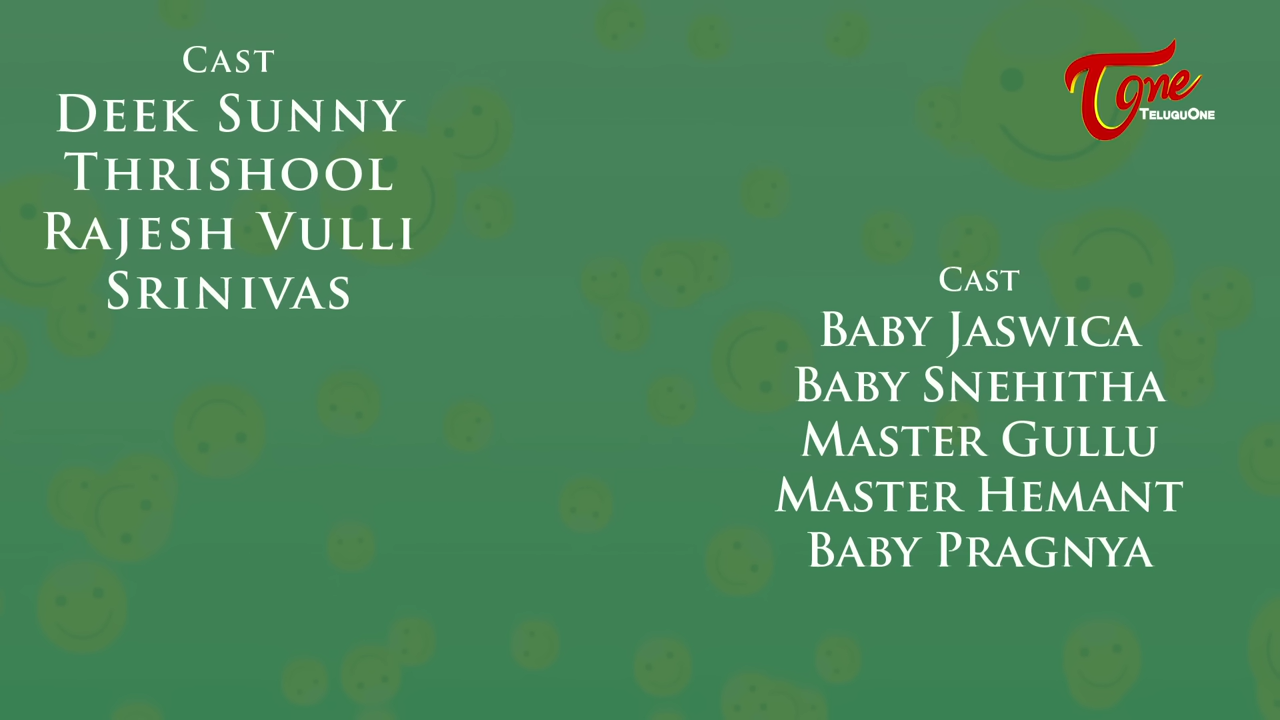 Cast
Deek Sunny
Thrishool
Rajesh Vulli
Srinivas
Tone
TeluguOne
Cast
Baby Jaswica
Baby Snehitha
Master Gullu
Master Hemant
Baby Pragnya